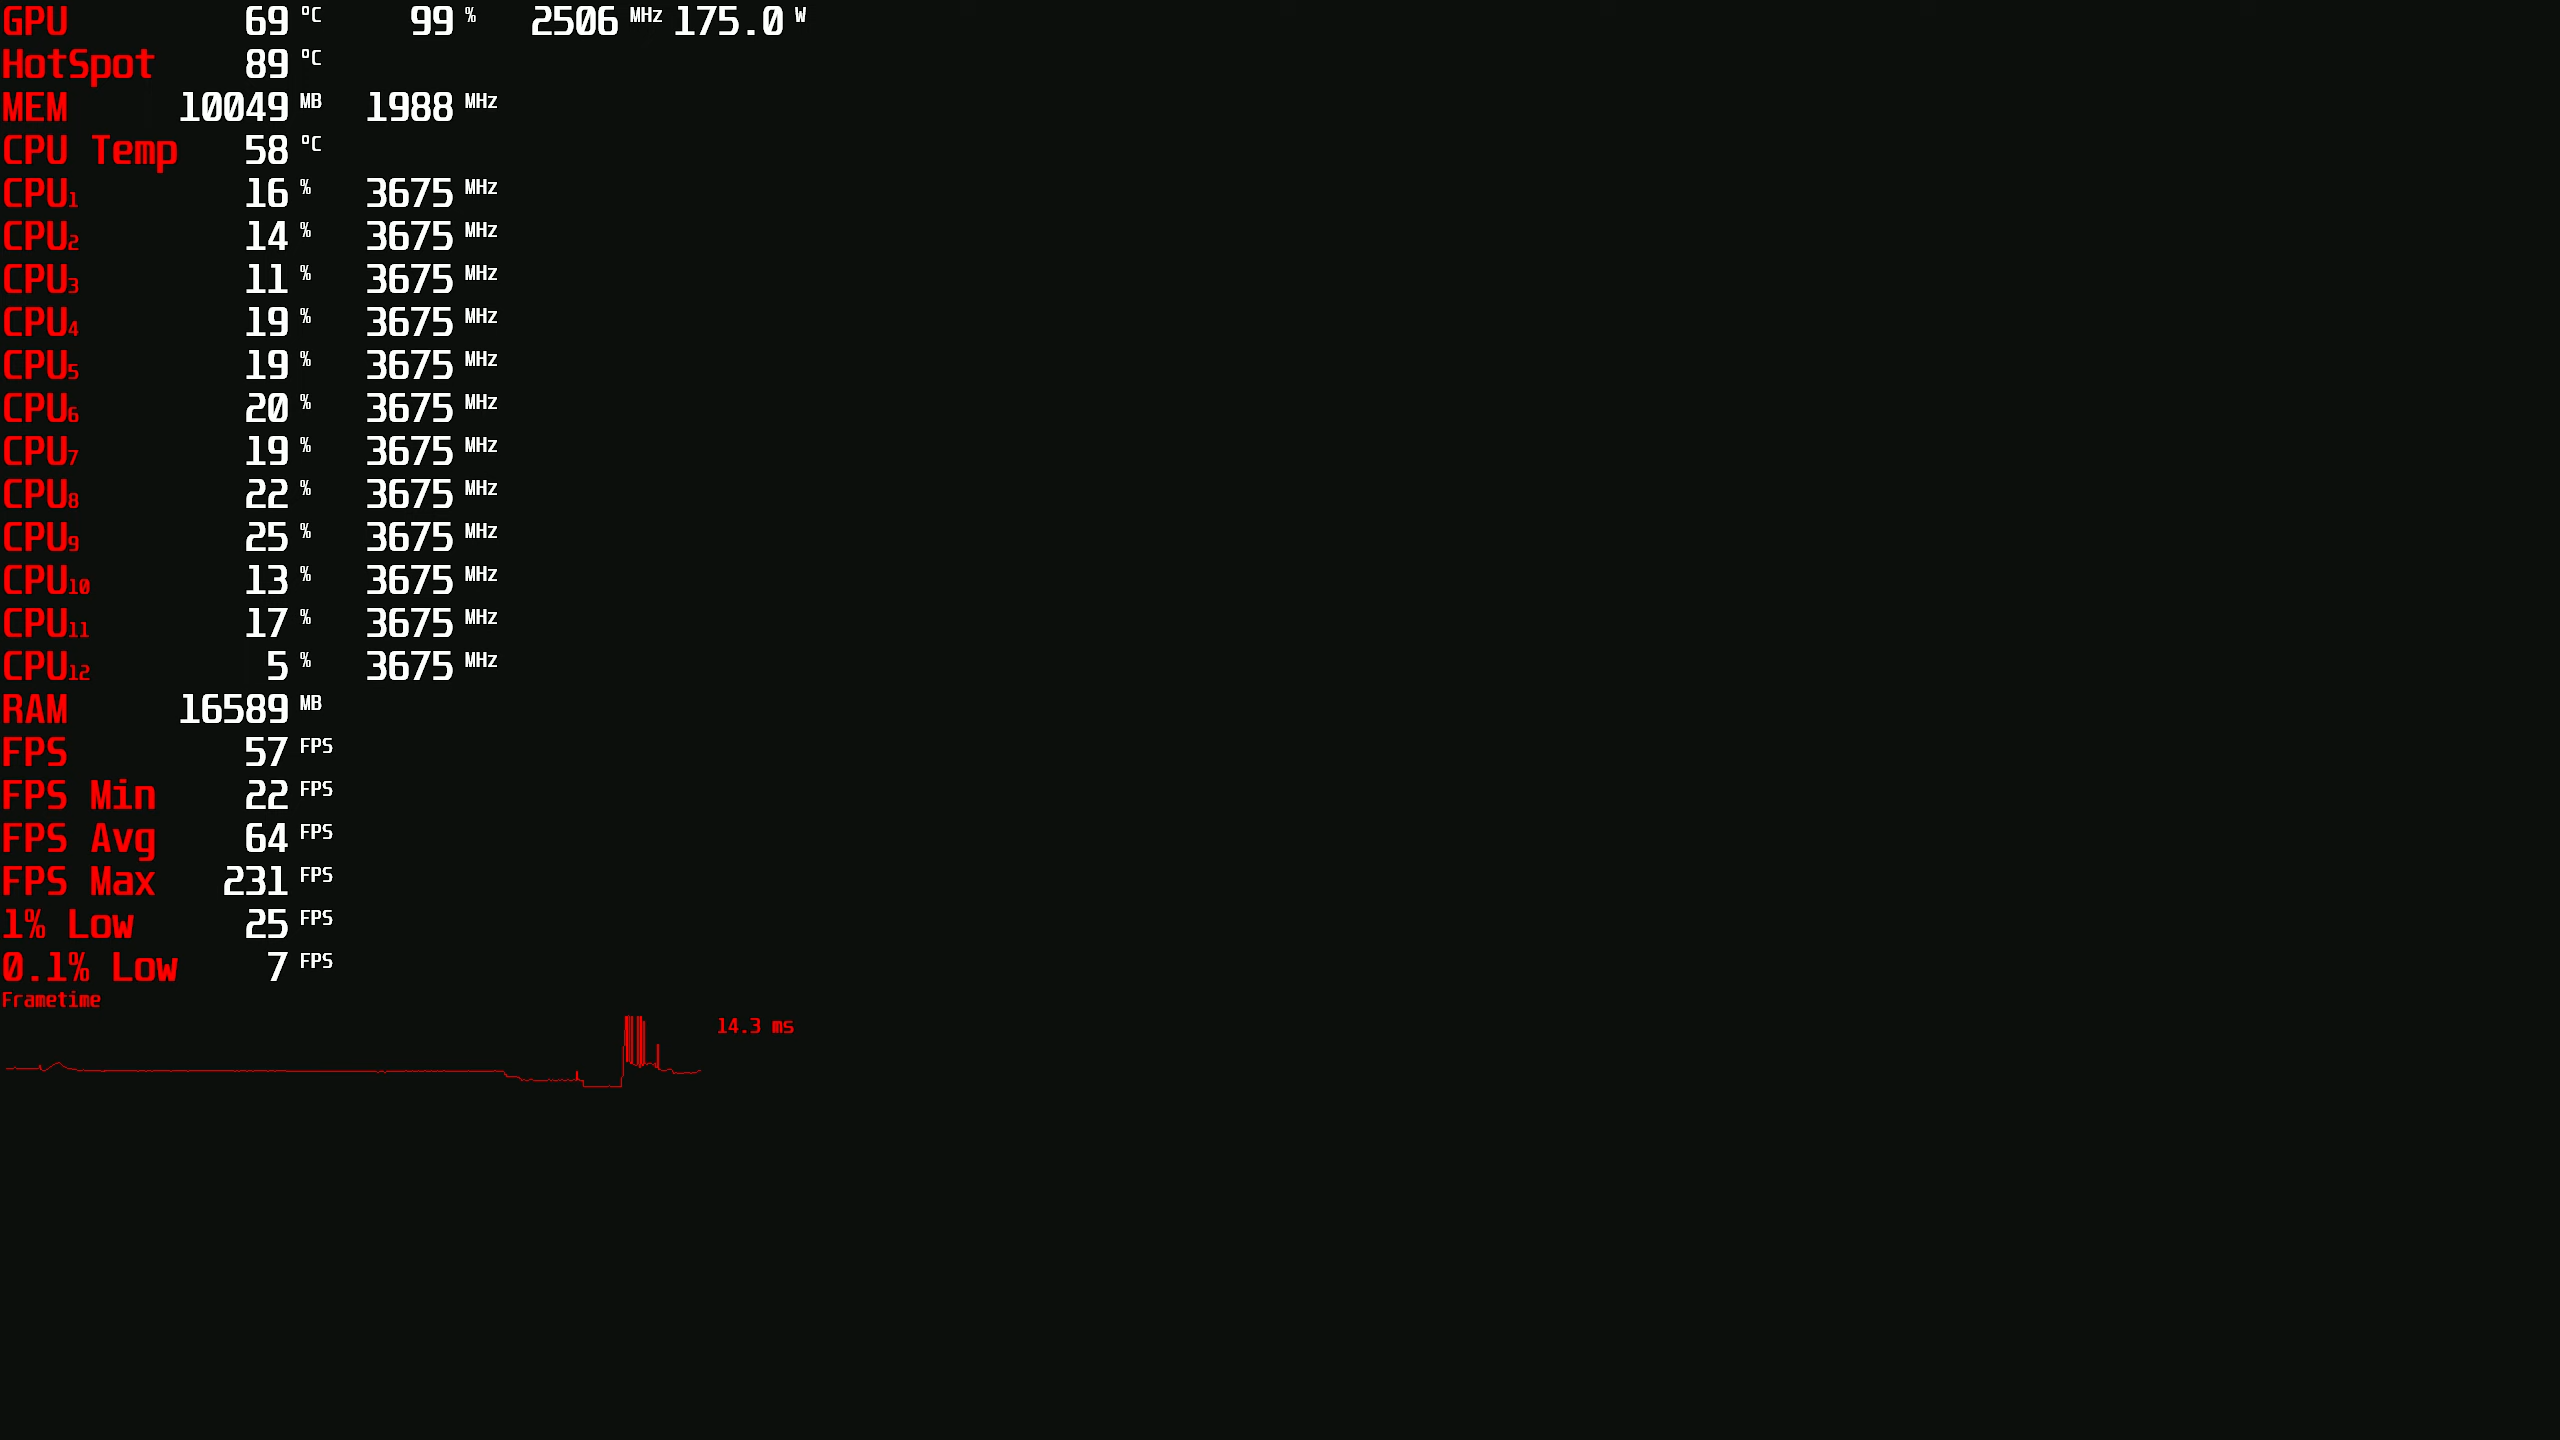 GPU 69 °C 99 % 2506 MHz 175.0 W
HotSpot 89 °C
MEM 10049 MB 1988 MHz
CPU Temp 58 °C
CPU1 16 % 3675 MHz
CPU2 14 % 3675 MHz
CPU3 11 % 3675 MHz
CPU4 19 % 3675 MHz
CPU5 19 % 3675 MHz
CPU6 20 % 3675 MHz
CPU7 19 % 3675 MHz
CPU8 22 % 3675 MHz
CPU9 25 % 3675 MHz
CPU10 13 % 3675 MHz
CPU11 17 % 3675 MHz
CPU12 5 % 3675 MHz
RAM 16589 MB
FPS 57 FPS
FPS Min 22 FPS
FPS Avg 64 FPS
FPS Max 231 FPS
1% Low 25 FPS
0.1% Low 7 FPS
Frametime
14.3 ms